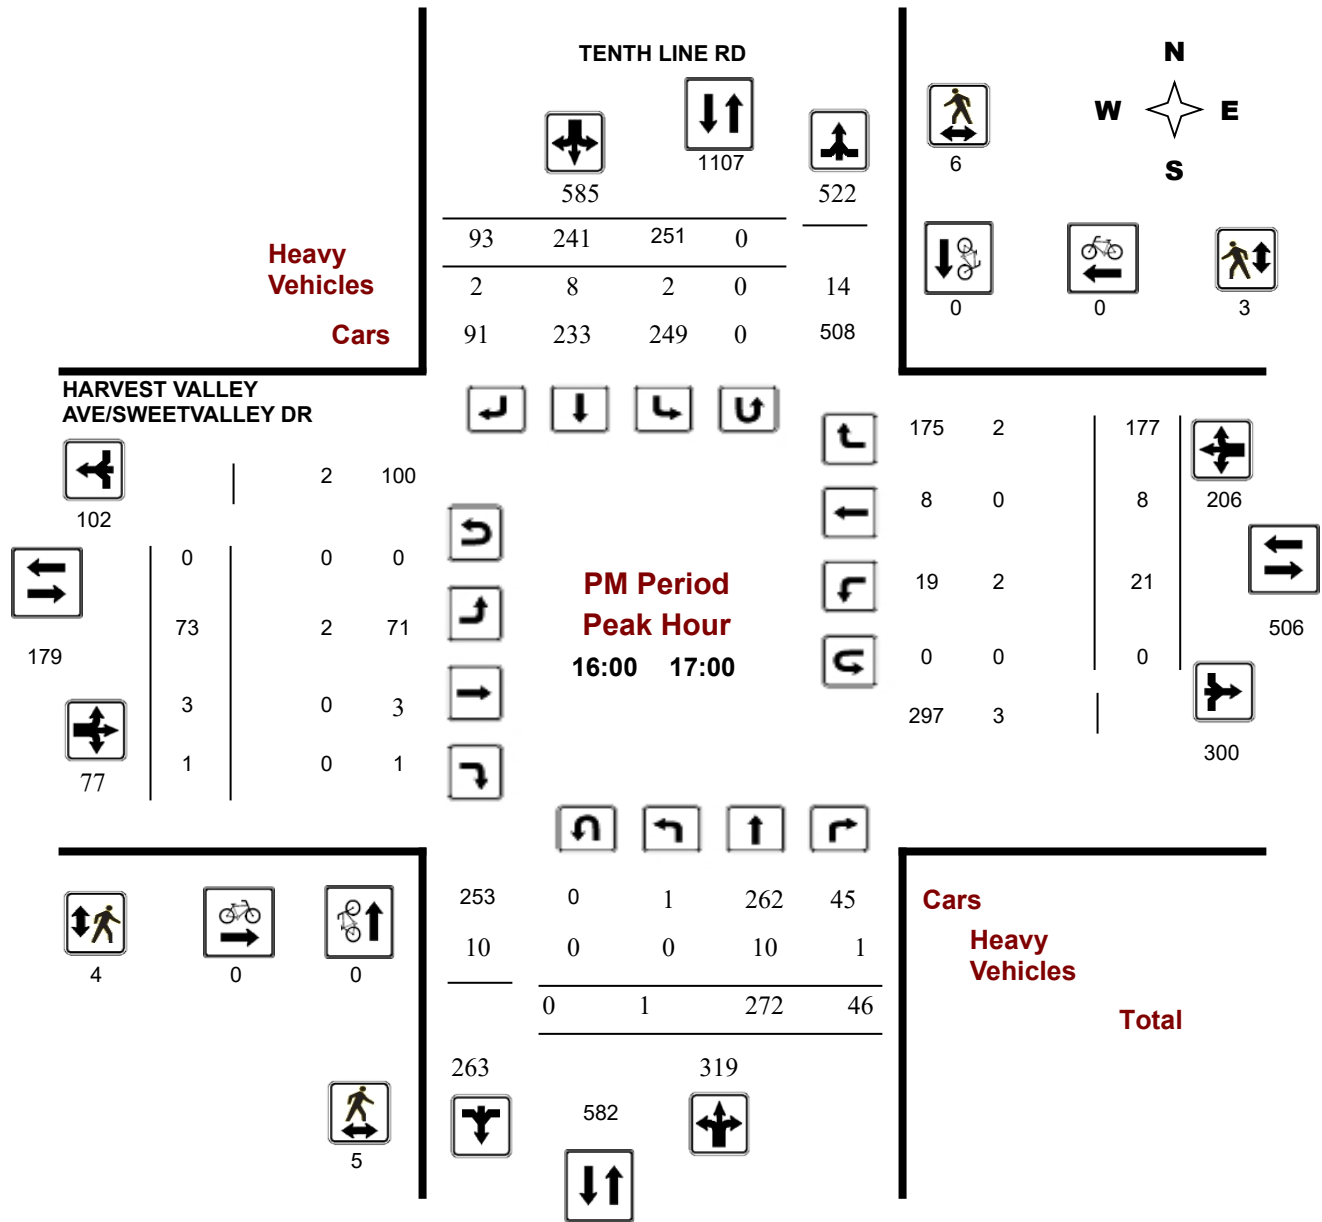 TENTH LINE RD
N
W E
S
1107
6
585
522
93 241 251 0
Heavy
Vehicles
2 8 2 0 14
0 0 3
Cars
91 233 249 0 508
HARVEST VALLEY
AVE/SWEETVALLEY DR
175 2 177
2 100
102
8 0 8 206
0 0 0
PM Period
19 2 21
73 2 71
Peak Hour
506
179
16:00 17:00
0 0 0
3 0 3
297 3
300
77
1 0 1
253 0 1 262 45
Cars
10 0 0 10 1
Heavy
Vehicles
4 0 0
0 1 272 46
Total
263 319
582
5